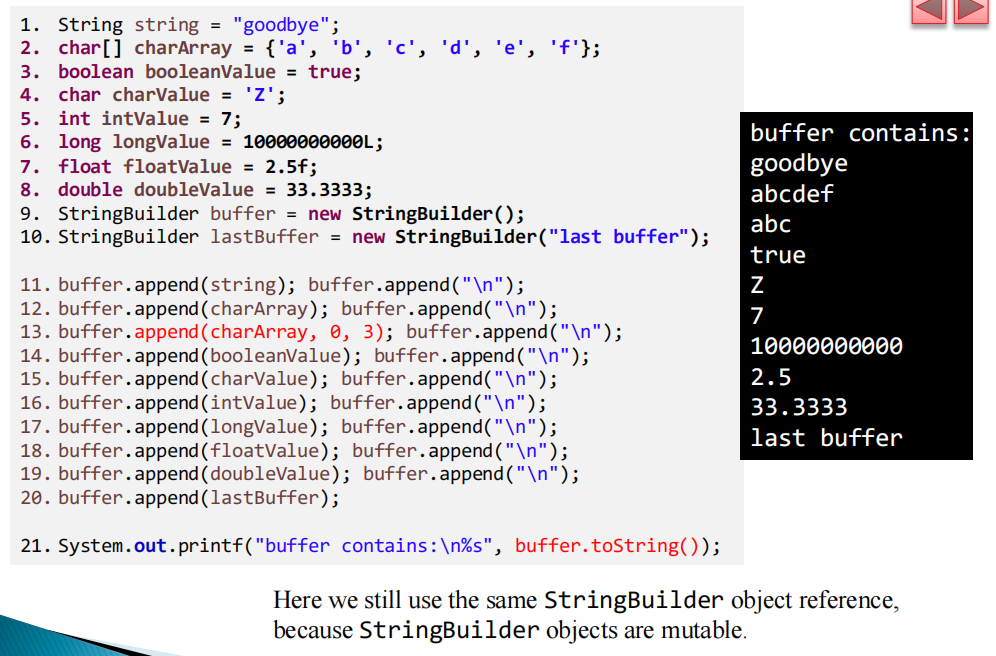 1. String string = "goodbye";
2. char[] charArray = {'a', 'b', 'c', 'd', 'e', 'f'};
3. boolean booleanValue = true;
4. char charValue = 'Z';
5. int intValue = 7;
6. long longValue = 10000000000L;
7. float floatValue = 2.5f;
8. double doubleValue = 33.3333;
9. StringBuilder buffer = new StringBuilder();
10. StringBuilder lastBuffer = new StringBuilder("last buffer");
11. buffer.append(string); buffer.append("\n");
12. buffer.append(charArray); buffer.append("\n");
13. buffer.append(charArray, 0, 3); buffer.append("\n");
14. buffer.append(booleanValue); buffer.append("\n");
15. buffer.append(charValue); buffer.append("\n");
16. buffer.append(intValue); buffer.append("\n");
17. buffer.append(longValue); buffer.append("\n");
18. buffer.append(floatValue); buffer.append("\n");
19. buffer.append(doubleValue); buffer.append("\n");
20. buffer.append(lastBuffer);
21. System.out.printf("buffer contains:\n%s", buffer.toString());
buffer contains:
goodbye
abcdef
abc
true
Z
7
10000000000
2.5
33.3333
last buffer
Here we still use the same StringBuilder object reference,
because StringBuilder objects are mutable.